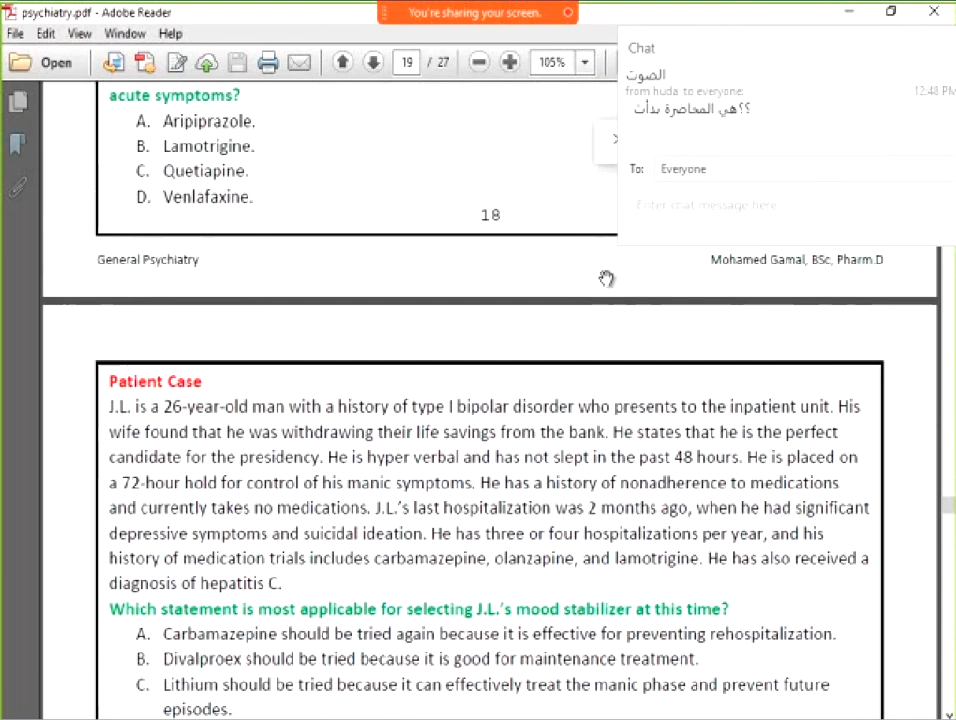 psychiatry.pdf - Adobe Reader
You're sharing your screen.
File Edit View Window Help
Open 19 / 27 105%
Chat
الصوت
from huda to everyone: 12:48 PM
هي المحاصرة بدأت ؟؟
To: Everyone
Enter chat message here
acute symptoms?
A. Aripiprazole.
B. Lamotrigine.
C. Quetiapine.
D. Venlafaxine.
18
General Psychiatry Mohamed Gamal, BSc, Pharm.D
Patient Case
J.L. is a 26-year-old man with a history of type I bipolar disorder who presents to the inpatient unit. His
wife found that he was withdrawing their life savings from the bank. He states that he is the perfect
candidate for the presidency. He is hyper verbal and has not slept in the past 48 hours. He is placed on
a 72-hour hold for control of his manic symptoms. He has a history of nonadherence to medications
and currently takes no medications. J.L.'s last hospitalization was 2 months ago, when he had significant
depressive symptoms and suicidal ideation. He has three or four hospitalizations per year, and his
history of medication trials includes carbamazepine, olanzapine, and lamotrigine. He has also received a
diagnosis of hepatitis C.
Which statement is most applicable for selecting J.L.'s mood stabilizer at this time?
A. Carbamazepine should be tried again because it is effective for preventing rehospitalization.
B. Divalproex should be tried because it is good for maintenance treatment.
C. Lithium should be tried because it can effectively treat the manic phase and prevent future
episodes.